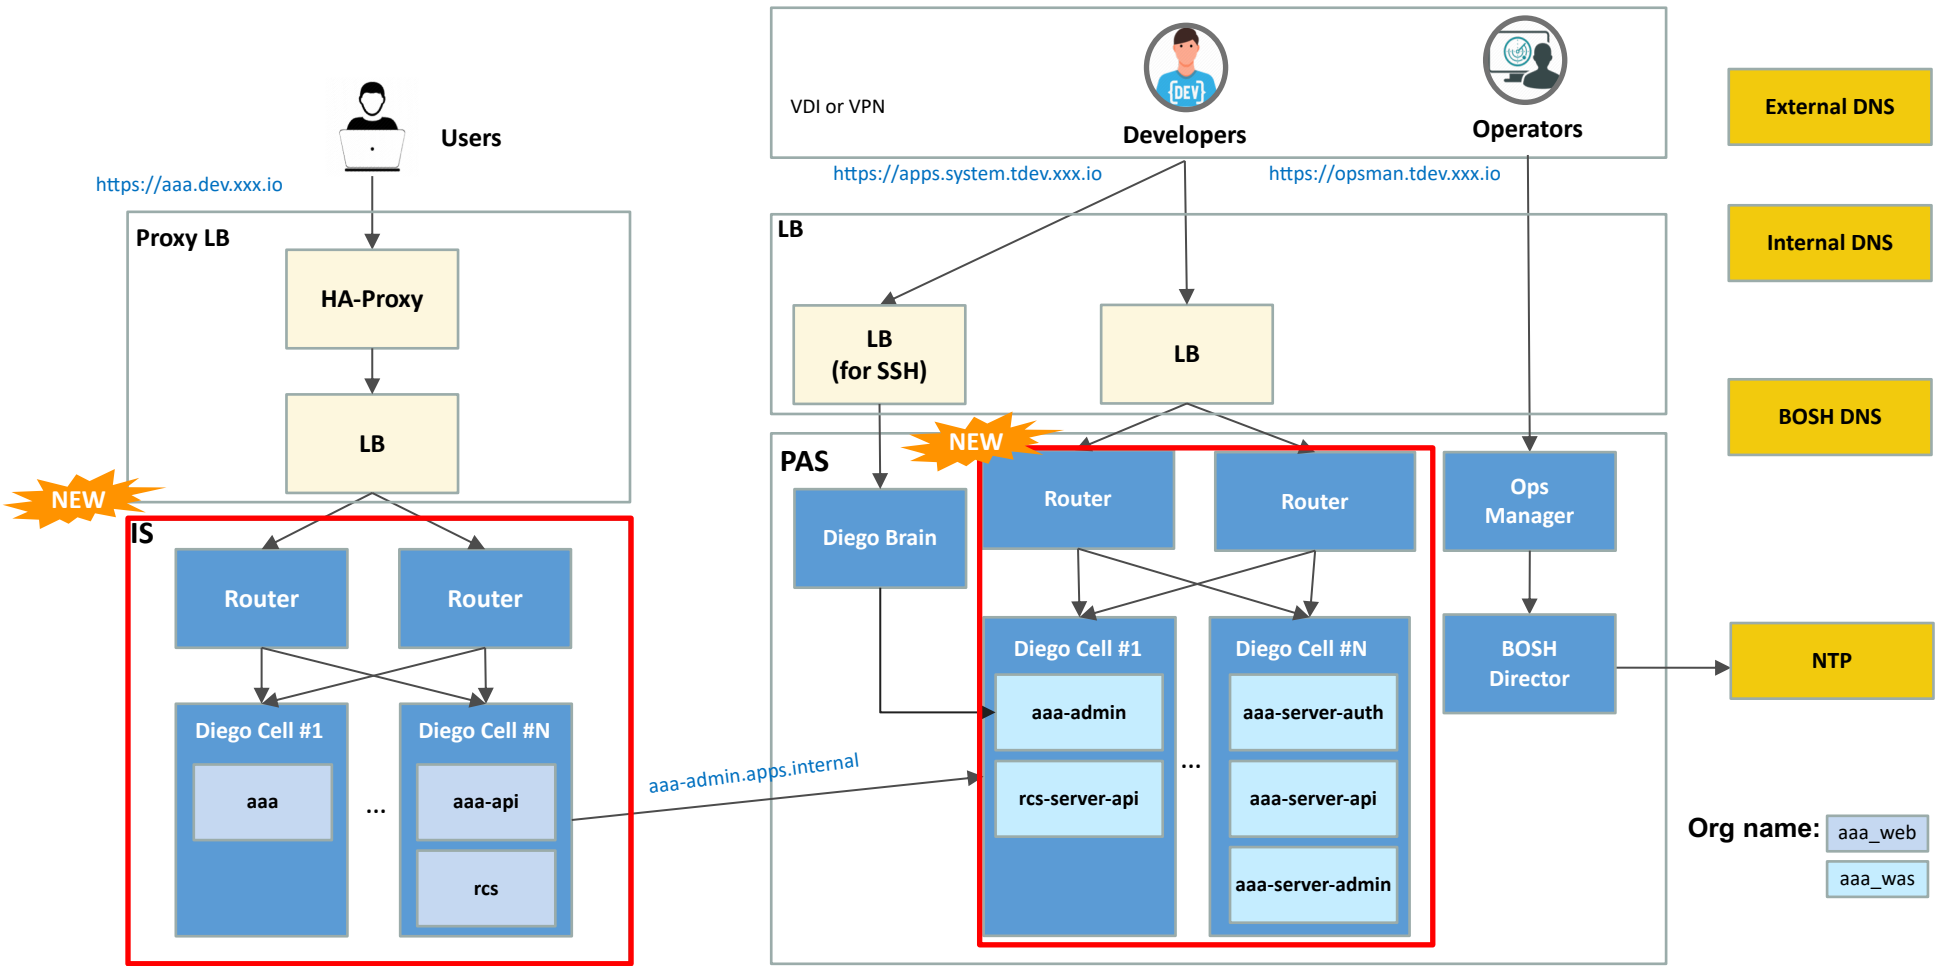 Users
https://aaa.dev.xxx.io
Proxy LB
HA-Proxy
LB
NEW
IS
Router
Router
Diego Cell #1
aaa
...
Diego Cell #N
aaa-api
rcs
aaa-admin.apps.internal
VDI or VPN
{DEV}
Developers
Operators
https://apps.system.tdev.xxx.io
https://opsman.tdev.xxx.io
LB
LB
(for SSH)
LB
PAS
NEW
Diego Brain
Router
Router
Ops
Manager
Diego Cell #1
aaa-admin
rcs-server-api
...
Diego Cell #N
aaa-server-auth
aaa-server-api
aaa-server-admin
BOSH
Director
External DNS
Internal DNS
BOSH DNS
NTP
Org name:
aaa_web
aaa_was